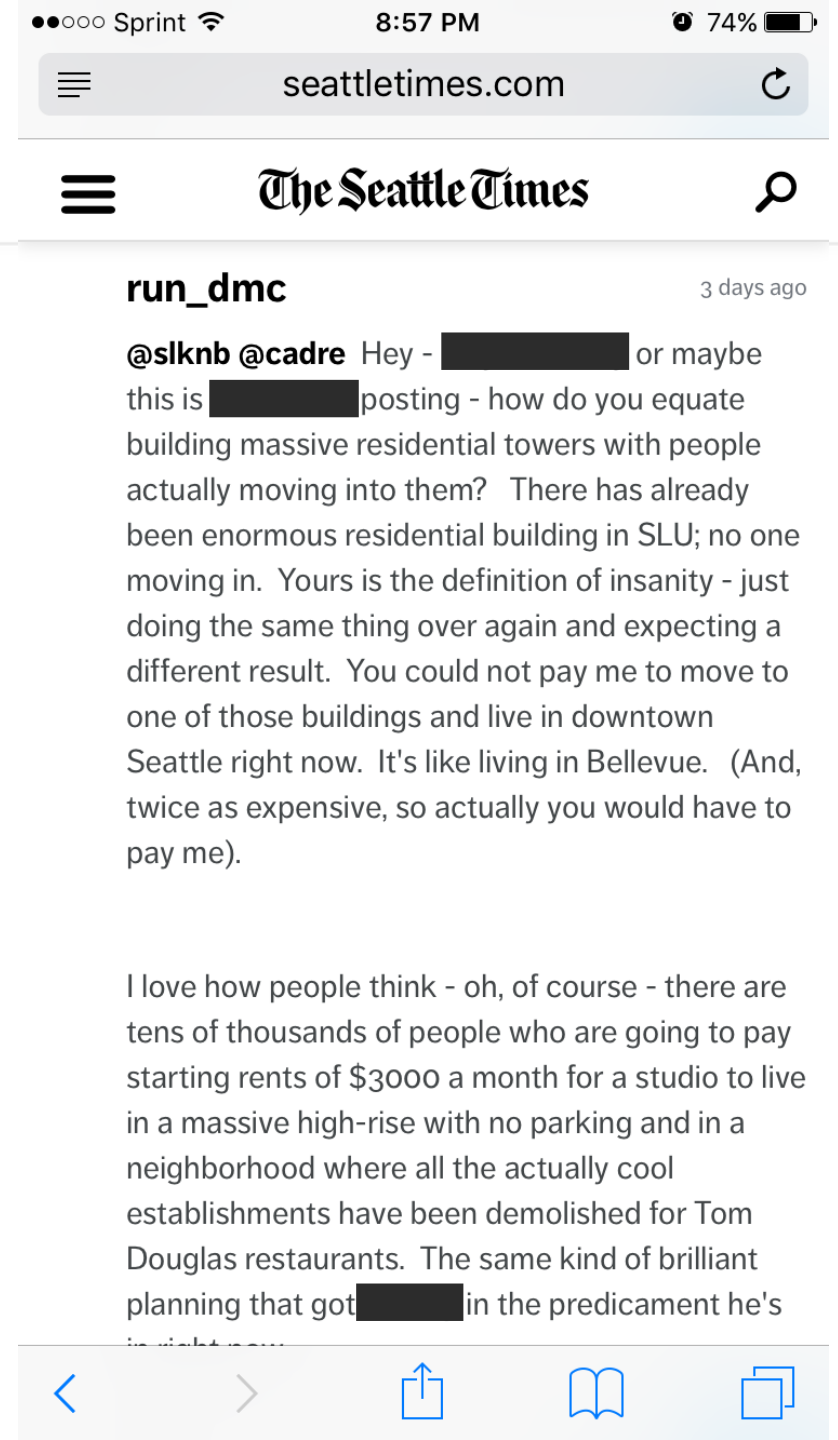 Sprint 8:57 PM 74%
seattletimes.com
The Seattle Times
run_dmc 3 days ago
@slknb @cadre Hey - or maybe
this is posting - how do you equate
building massive residential towers with people
actually moving into them? There has already
been enormous residential building in SLU; no one
moving in. Yours is the definition of insanity - just
doing the same thing over again and expecting a
different result. You could not pay me to move to
one of those buildings and live in downtown
Seattle right now. It's like living in Bellevue. (And,
twice as expensive, so actually you would have to
pay me).
I love how people think - oh, of course - there are
tens of thousands of people who are going to pay
starting rents of $3000 a month for a studio to live
in a massive high-rise with no parking and in a
neighborhood where all the actually cool
establishments have been demolished for Tom
Douglas restaurants. The same kind of brilliant
planning that got in the predicament he's
in right now